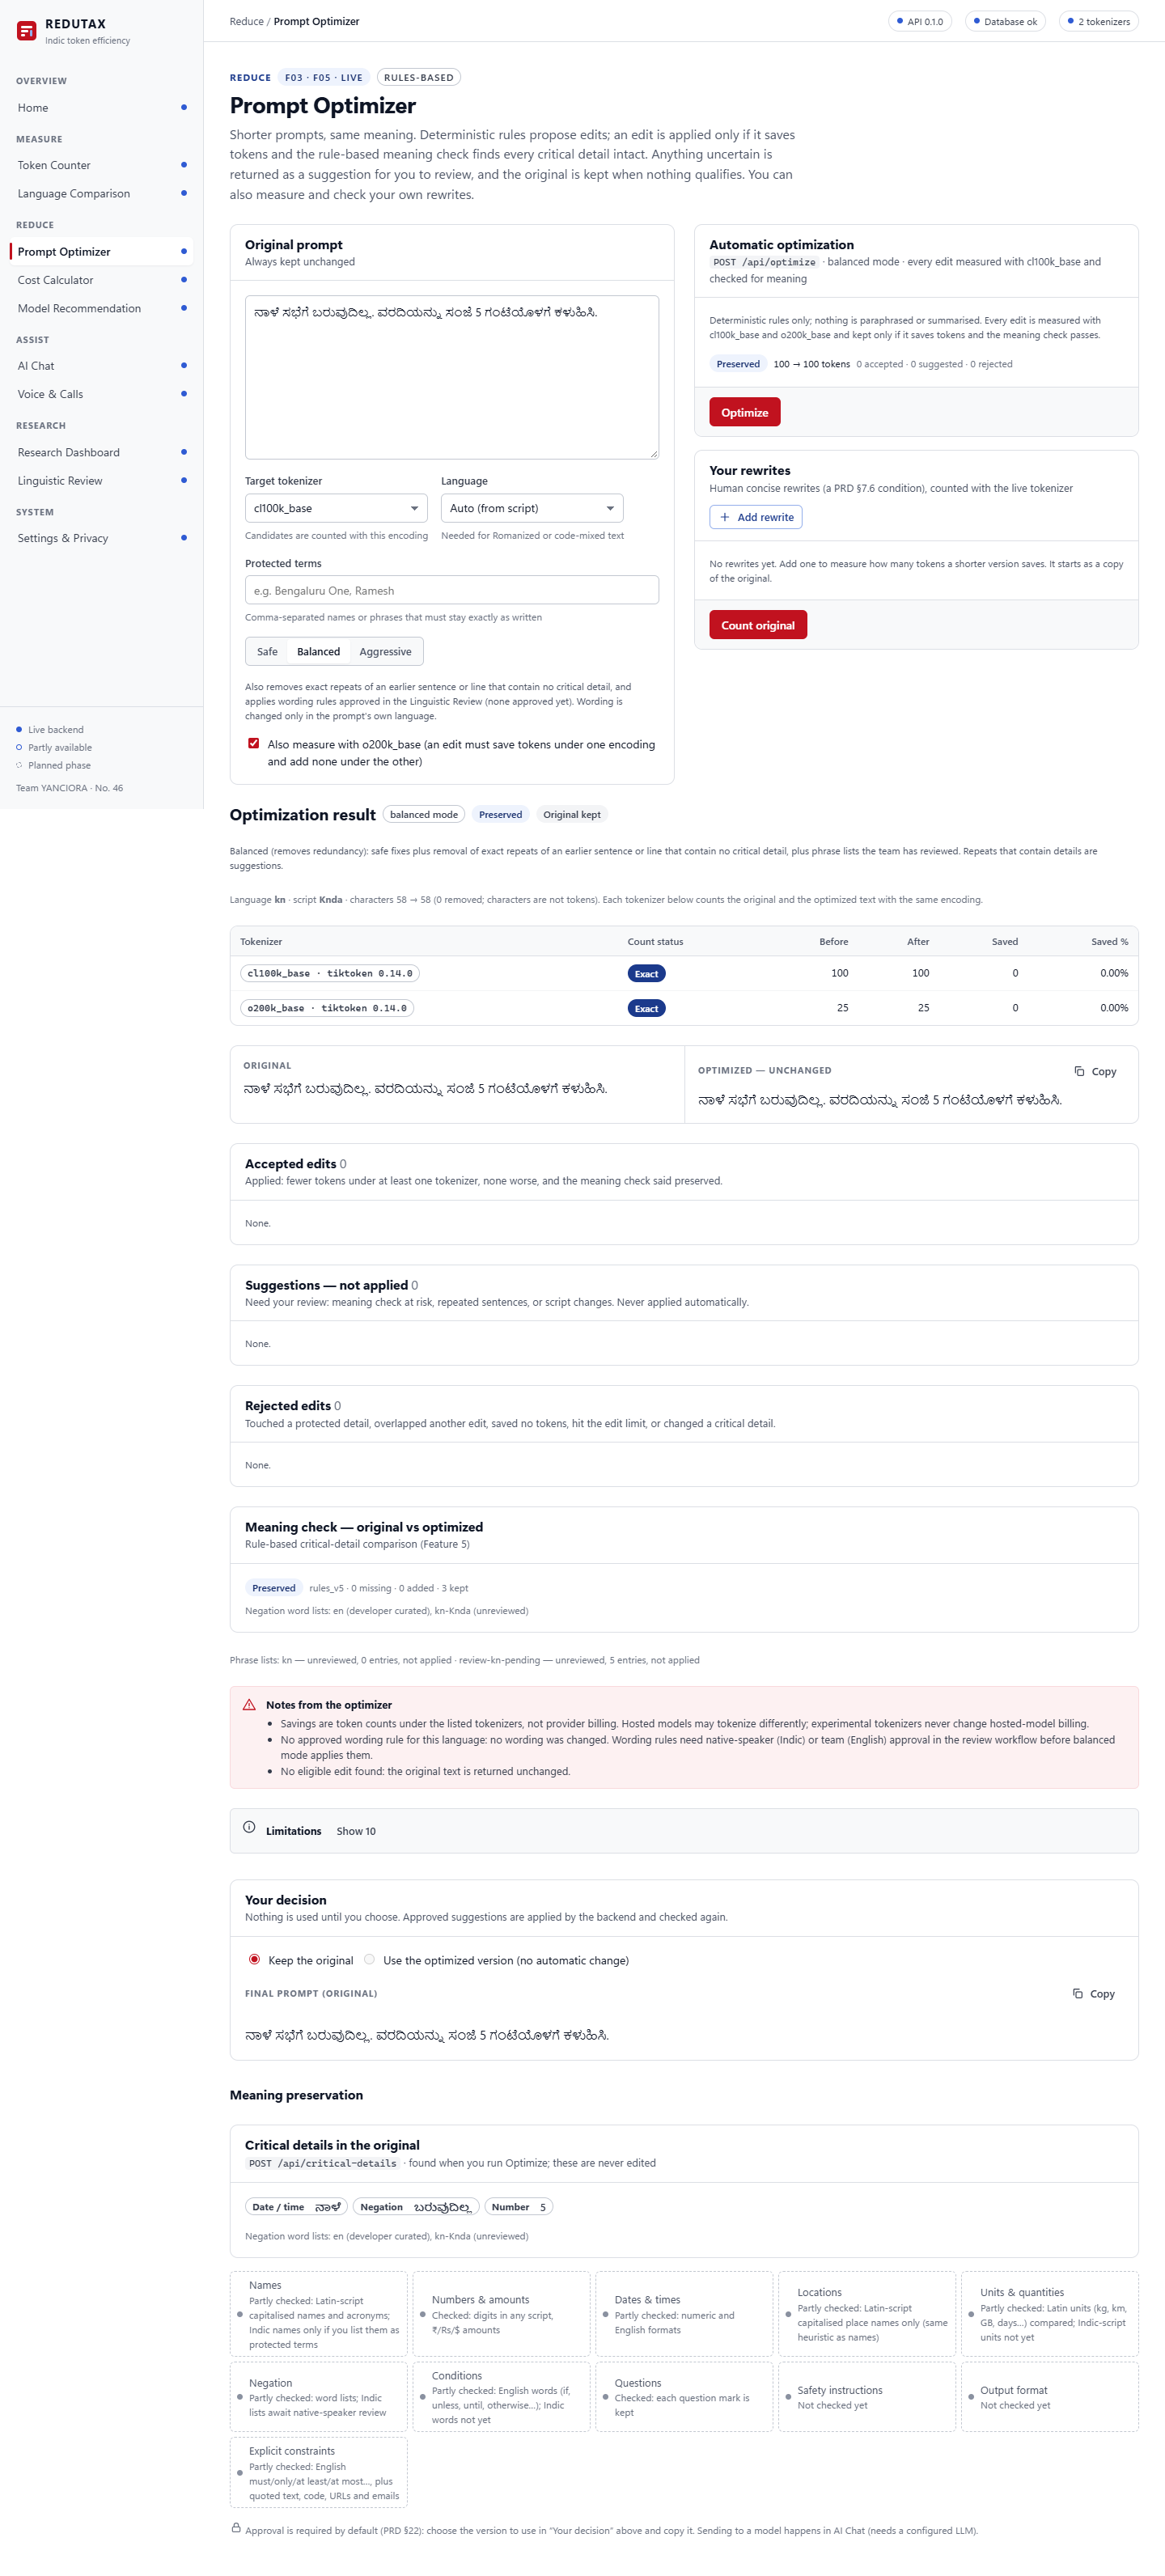 REDUTAX
Indic token efficiency
OVERVIEW
Home
MEASURE
Token Counter
Language Comparison
REDUCE
Prompt Optimizer
Cost Calculator
Model Recommendation
ASSIST
AI Chat
Voice & Calls
RESEARCH
Research Dashboard
Linguistic Review
SYSTEM
Settings & Privacy
Live backend
Partly available
Planned phase
Team YANCIORA · No. 46
Reduce / Prompt Optimizer
API 0.1.0
Database ok
2 tokenizers
REDUCE F03 · F05 · LIVE RULES-BASED
Prompt Optimizer
Shorter prompts, same meaning. Deterministic rules propose edits; an edit is applied only if it saves
tokens and the rule-based meaning check finds every critical detail intact. Anything uncertain is
returned as a suggestion for you to review, and the original is kept when nothing qualifies. You can
also measure and check your own rewrites.
Original prompt
Always kept unchanged
ನಾಳೆ ಸಭೆಗೆ ಬರುವುದಿಲ್ಲ. ವರದಿಯನ್ನು ಸಂಜೆ 5 ಗಂಟೆಯೊಳಗೆ ಕಳುಹಿಸಿ.
Target tokenizer
cl100k_base
Candidates are counted with this encoding
Language
Auto (from script)
Needed for Romanized or code-mixed text
Protected terms
e.g. Bengaluru One, Ramesh
Comma-separated names or phrases that must stay exactly as written
Safe Balanced Aggressive
Also removes exact repeats of an earlier sentence or line that contain no critical detail, and
applies wording rules approved in the Linguistic Review (none approved yet). Wording is
changed only in the prompt's own language.
Also measure with o200k_base (an edit must save tokens under one encoding
and add none under the other)
Automatic optimization
POST /api/optimize · balanced mode · every edit measured with cl100k_base and
checked for meaning
Deterministic rules only; nothing is paraphrased or summarised. Every edit is measured with
cl100k_base and o200k_base and kept only if it saves tokens and the meaning check passes.
Preserved 100 → 100 tokens 0 accepted · 0 suggested · 0 rejected
Optimize
Your rewrites
Human concise rewrites (a PRD §7.6 condition), counted with the live tokenizer
+ Add rewrite
No rewrites yet. Add one to measure how many tokens a shorter version saves. It starts as a copy
of the original.
Count original
Optimization result balanced mode Preserved Original kept
Balanced (removes redundancy): safe fixes plus removal of exact repeats of an earlier sentence or line that contain no critical detail, plus phrase lists the team has reviewed. Repeats that contain details are
suggestions.
Language kn · script Knda · characters 58 → 58 (0 removed; characters are not tokens). Each tokenizer below counts the original and the optimized text with the same encoding.
Tokenizer Count status Before After Saved Saved %
cl100k_base · tiktoken 0.14.0 Exact 100 100 0 0.00%
o200k_base · tiktoken 0.14.0 Exact 25 25 0 0.00%
ORIGINAL
ನಾಳೆ ಸಭೆಗೆ ಬರುವುದಿಲ್ಲ. ವರದಿಯನ್ನು ಸಂಜೆ 5 ಗಂಟೆಯೊಳಗೆ ಕಳುಹಿಸಿ.
OPTIMIZED — UNCHANGED
Copy
ನಾಳೆ ಸಭೆಗೆ ಬರುವುದಿಲ್ಲ. ವರದಿಯನ್ನು ಸಂಜೆ 5 ಗಂಟೆಯೊಳಗೆ ಕಳುಹಿಸಿ.
Accepted edits 0
Applied: fewer tokens under at least one tokenizer, none worse, and the meaning check said preserved.
None.
Suggestions — not applied 0
Need your review: meaning check at risk, repeated sentences, or script changes. Never applied automatically.
None.
Rejected edits 0
Touched a protected detail, overlapped another edit, saved no tokens, hit the edit limit, or changed a critical detail.
None.
Meaning check — original vs optimized
Rule-based critical-detail comparison (Feature 5)
Preserved rules_v5 · 0 missing · 0 added · 3 kept
Negation word lists: en (developer curated), kn-Knda (unreviewed)
Phrase lists: kn — unreviewed, 0 entries, not applied · review-kn-pending — unreviewed, 5 entries, not applied
Notes from the optimizer
Savings are token counts under the listed tokenizers, not provider billing. Hosted models may tokenize differently; experimental tokenizers never change hosted-model billing.
No approved wording rule for this language: no wording was changed. Wording rules need native-speaker (Indic) or team (English) approval in the review workflow before balanced
mode applies them.
No eligible edit found: the original text is returned unchanged.
Limitations Show 10
Your decision
Nothing is used until you choose. Approved suggestions are applied by the backend and checked again.
Keep the original Use the optimized version (no automatic change)
FINAL PROMPT (ORIGINAL)
Copy
ನಾಳೆ ಸಭೆಗೆ ಬರುವುದಿಲ್ಲ. ವರದಿಯನ್ನು ಸಂಜೆ 5 ಗಂಟೆಯೊಳಗೆ ಕಳುಹಿಸಿ.
Meaning preservation
Critical details in the original
POST /api/critical-details · found when you run Optimize; these are never edited
Date / time ನಾಳೆ Negation ಬರುವುದಿಲ್ಲ Number 5
Negation word lists: en (developer curated), kn-Knda (unreviewed)
Names
Partly checked: Latin-script
capitalised names and acronyms;
Indic names only if you list them as
protected terms
Numbers & amounts
Checked: digits in any script,
₹/Rs/$ amounts
Dates & times
Partly checked: numeric and
English formats
Locations
Partly checked: Latin-script
capitalised place names only (same
heuristic as names)
Units & quantities
Partly checked: Latin units (kg, km,
GB, days...) compared; Indic-script
units not yet
Negation
Partly checked: word lists; Indic
lists await native-speaker review
Conditions
Partly checked: English words (if,
unless, until, otherwise...); Indic
words not yet
Questions
Checked: each question mark is
kept
Safety instructions
Not checked yet
Output format
Not checked yet
Explicit constraints
Partly checked: English
must/only/at least/at most..., plus
quoted text, code, URLs and emails
Approval is required by default (PRD §22): choose the version to use in “Your decision” above and copy it. Sending to a model happens in AI Chat (needs a configured LLM).